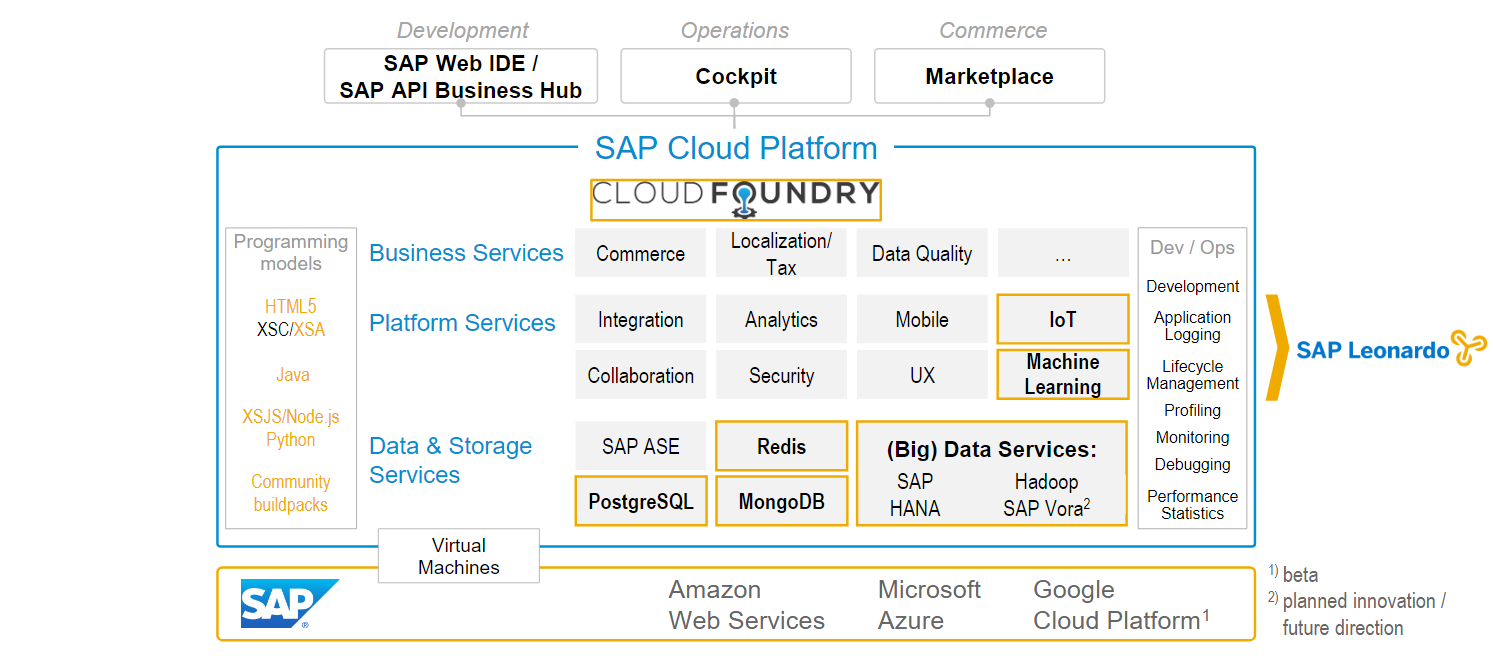 Development
Operations
Commerce
SAP Web IDE /
SAP API Business Hub
Cockpit
Marketplace
SAP Cloud Platform
CLOUD FOUNDRY
Programming
models
HTML5
XSC/XSA
Java
XSJS/Node.js
Python
Community
buildpacks
Business Services
Commerce
Localization/
Tax
Data Quality
...
Platform Services
Integration
Analytics
Mobile
IoT
Collaboration
Security
UX
Machine
Learning
Data & Storage
Services
SAP ASE
Redis
PostgreSQL
MongoDB
(Big) Data Services:
SAP
HANA
Hadoop
SAP Vora2
Dev / Ops
Development
Application
Logging
Lifecycle
Management
Profiling
Monitoring
Debugging
Performance
Statistics
SAP Leonardo
Virtual
Machines
SAP®
Amazon
Web Services
Microsoft
Azure
Google
Cloud Platform1
1) beta
2) planned innovation /
future direction